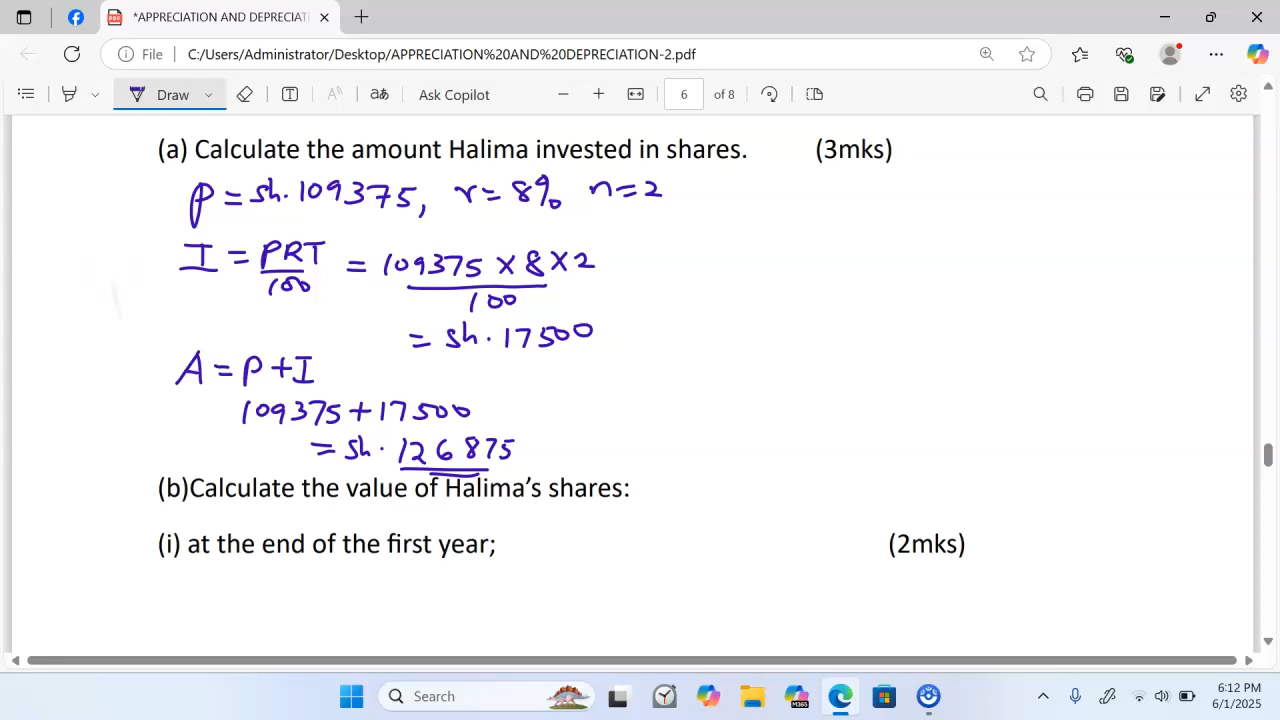 *APPRECIATION AND DEPRECIAT
File C:/Users/Administrator/Desktop/APPRECIATION%20AND%20DEPRECIATION-2.pdf
Draw aあ Ask Copilot 6 of 8
(a) Calculate the amount Halima invested in shares. (3mks)
P = sh. 109375, r = 8% n = 2
I = PRT/100 = 109375 × 8 × 2/100
= sh. 17500
A = P + I
109375 + 17500
= sh. 126875
(b)Calculate the value of Halima’s shares:
(i) at the end of the first year; (2mks)
Search
M365
6:12 PM
6/1/2025